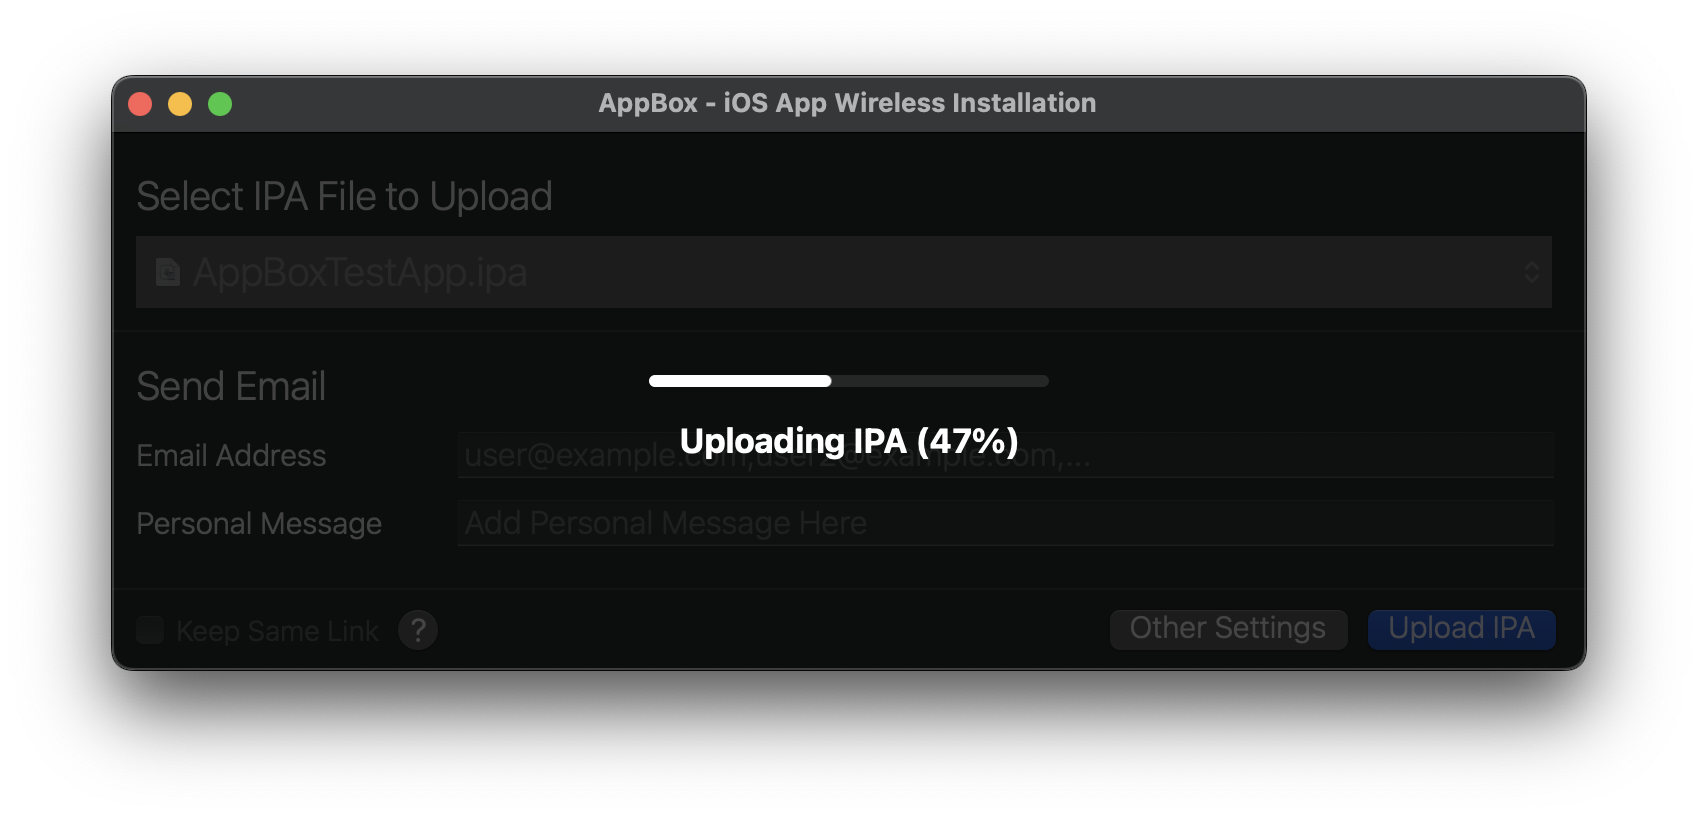 AppBox - iOS App Wireless Installation
Select IPA File to Upload
AppBoxTestApp.ipa
Send Email
Uploading IPA (47%)
Email Address
user@example.com,user2@example.com,...
Personal Message
Add Personal Message Here
Keep Same Link
?
Other Settings
Upload IPA